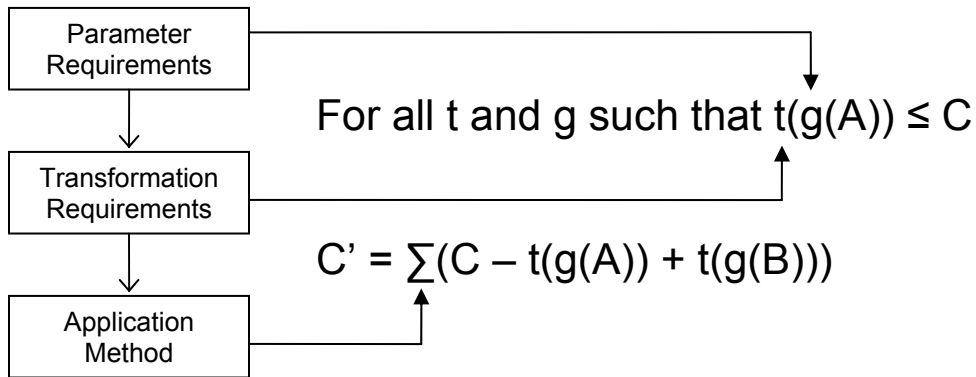 Parameter
Requirements
For all t and g such that t(g(A)) ≤ C
Transformation
Requirements
C’ = ∑(C – t(g(A)) + t(g(B)))
Application
Method